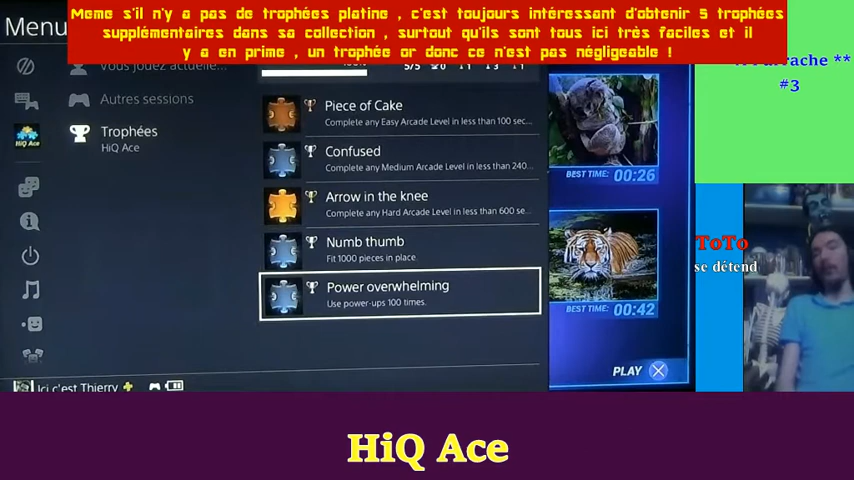 Meme s'il n'y a pas de trophées platine , c'est toujours intéressant d'obtenir 5 trophées
supplémentaires dans sa collection , surtout qu'ils sont tous ici très faciles et il
y a en prime , un trophée or donc ce n'est pas négligeable !
Menu
Vous jouez actuelle...
Autres sessions
Trophées
HiQ Ace
HiQ Ace
5/5
Piece of Cake
Complete any Easy Arcade Level in less than 100 sec...
Confused
Complete any Medium Arcade Level in less than 240...
Arrow in the knee
Complete any Hard Arcade Level in less than 600 se...
Numb thumb
Fit 1000 pieces in place.
Power overwhelming
Use power-ups 100 times.
Ici c'est Thierry
BEST TIME: 00:26
BEST TIME: 00:42
PLAY
**
#3
ToTo
se détend
HiQ Ace